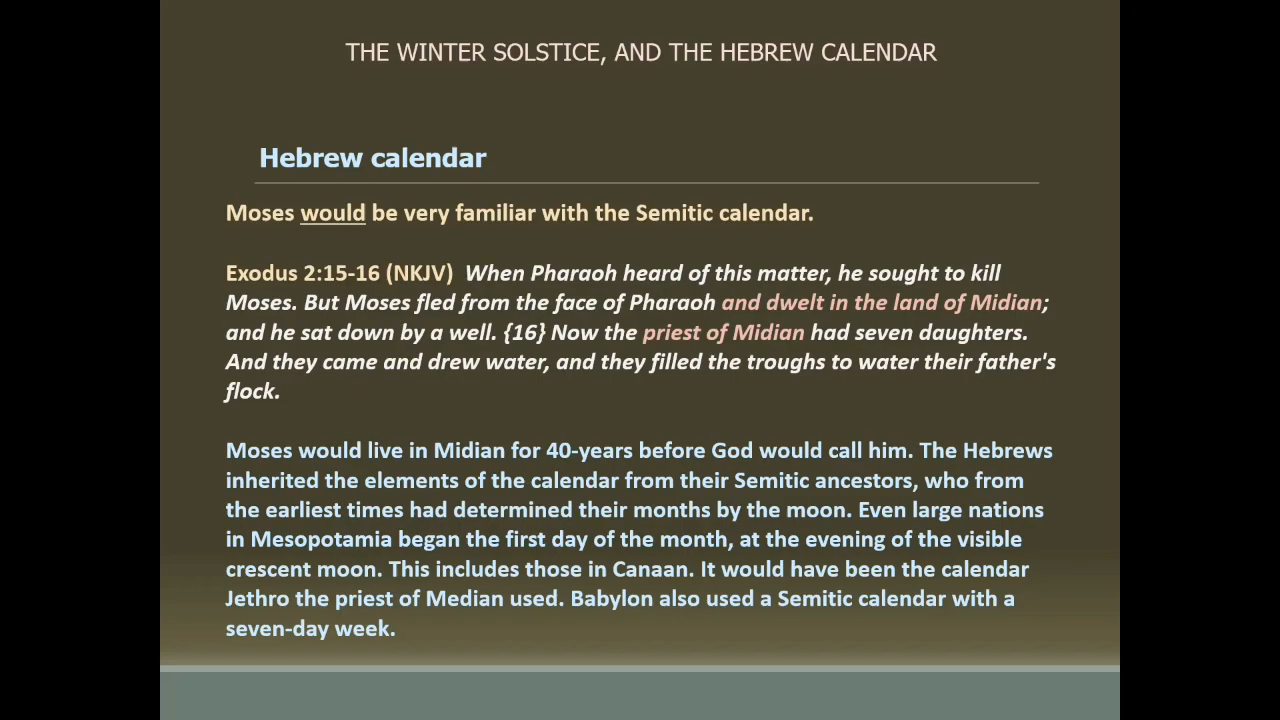 THE WINTER SOLSTICE, AND THE HEBREW CALENDAR
Hebrew calendar
Moses would be very familiar with the Semitic calendar.
Exodus 2:15-16 (NKJV)  When Pharaoh heard of this matter, he sought to kill
Moses. But Moses fled from the face of Pharaoh and dwelt in the land of Midian;
and he sat down by a well. {16} Now the priest of Midian had seven daughters.
And they came and drew water, and they filled the troughs to water their father's
flock.
Moses would live in Midian for 40-years before God would call him. The Hebrews
inherited the elements of the calendar from their Semitic ancestors, who from
the earliest times had determined their months by the moon. Even large nations
in Mesopotamia began the first day of the month, at the evening of the visible
crescent moon. This includes those in Canaan. It would have been the calendar
Jethro the priest of Median used. Babylon also used a Semitic calendar with a
seven-day week.